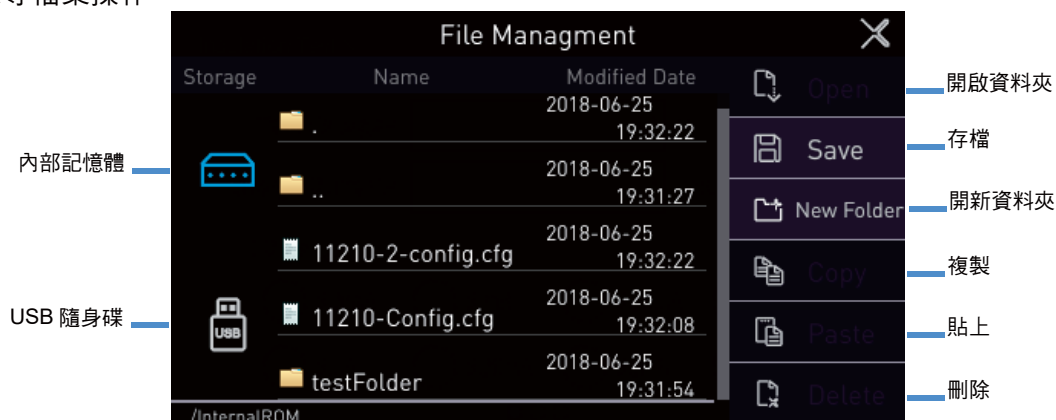 File Managment
Storage Name Modified Date
. 2018-06-25
19:32:22
.. 2018-06-25
19:31:27
11210-2-config.cfg 2018-06-25
19:32:22
11210-Config.cfg 2018-06-25
19:32:08
testFolder 2018-06-25
19:31:54
/InternalROM
USB
Open
Save
New Folder
Copy
Paste
Delete
內部記憶體
USB 隨身碟
開啟資料夾
存檔
開新資料夾
複製
貼上
刪除